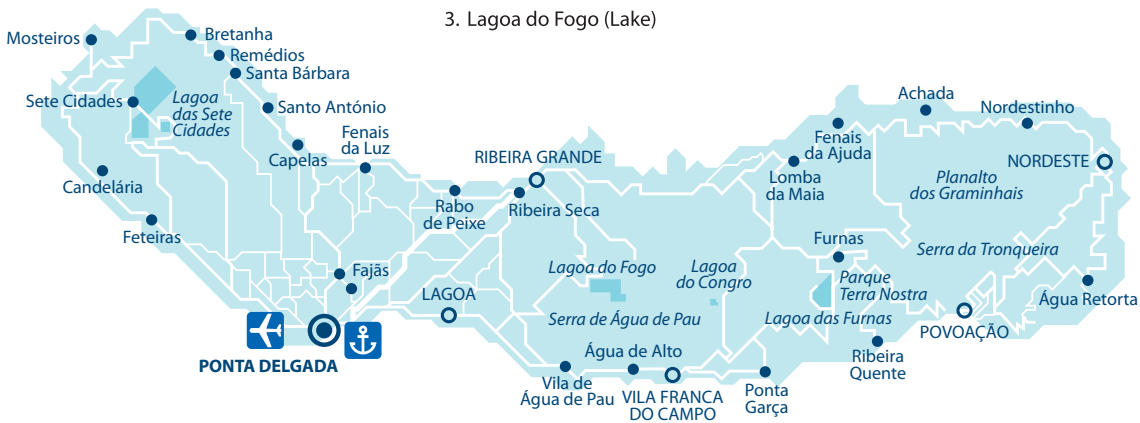 3. Lagoa do Fogo (Lake)
Mosteiros
Bretanha
Remédios
Santa Bárbara
Sete Cidades
Lagoa
das Sete
Cidades
Santo António
Capelas
Fenais
da Luz
Candelária
Feteiras
RIBEIRA GRANDE
Rabo
de Peixe
Ribeira Seca
Fajãs
LAGOA
PONTA DELGADA
Lagoa do Fogo
Serra de Água de Pau
Lagoa
do Congro
Água de Alto
Vila de
Água de Pau
VILA FRANCA
DO CAMPO
Ponta
Garça
Achada
Nordestinho
Fenais
da Ajuda
Lomba
da Maia
NORDESTE
Planalto
dos Graminhais
Furnas
Serra da Tronqueira
Parque
Terra Nostra
Lagoa das Furnas
Água Retorta
POVOAÇÃO
Ribeira
Quente